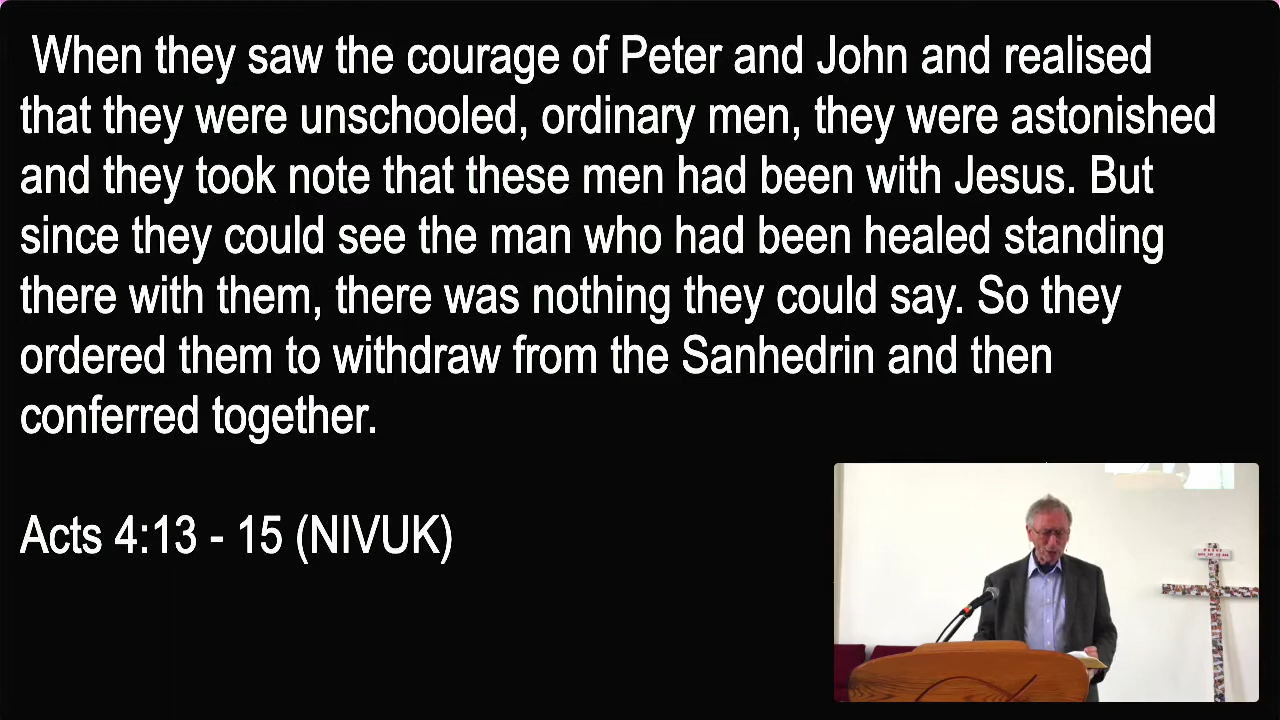 When they saw the courage of Peter and John and realised
that they were unschooled, ordinary men, they were astonished
and they took note that these men had been with Jesus. But
since they could see the man who had been healed standing
there with them, there was nothing they could say. So they
ordered them to withdraw from the Sanhedrin and then
conferred together.
Acts 4:13 - 15 (NIVUK)